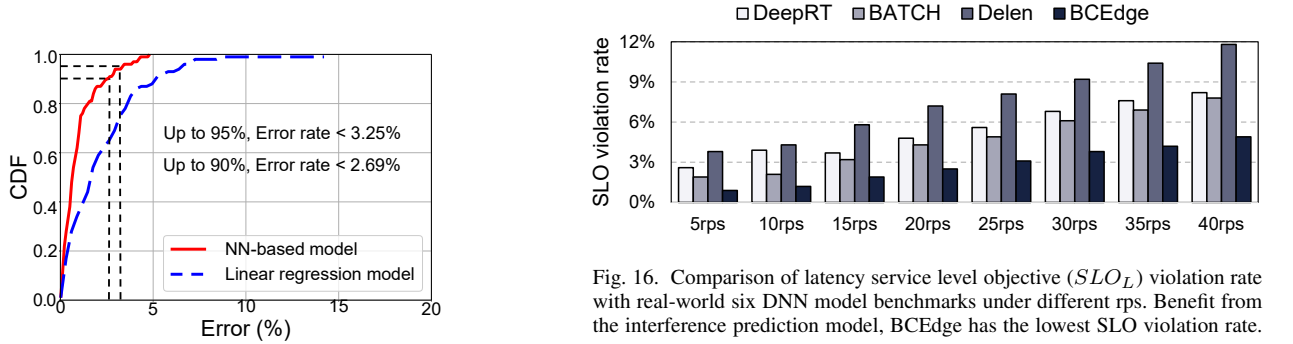 1.0
0.8
0.6
0.4
0.2
0.0
CDF
Up to 95%, Error rate < 3.25%
Up to 90%, Error rate < 2.69%
NN-based model
Linear regression model
0 5 10 15 20
Error (%)
DeepRT BATCH Delen BCEdge
12%
9%
6%
3%
0%
SLO violation rate
5rps 10rps 15rps 20rps 25rps 30rps 35rps 40rps
Fig. 16. Comparison of latency service level objective (SLO_L) violation rate
with real-world six DNN model benchmarks under different rps. Benefit from
the interference prediction model, BCEdge has the lowest SLO violation rate.